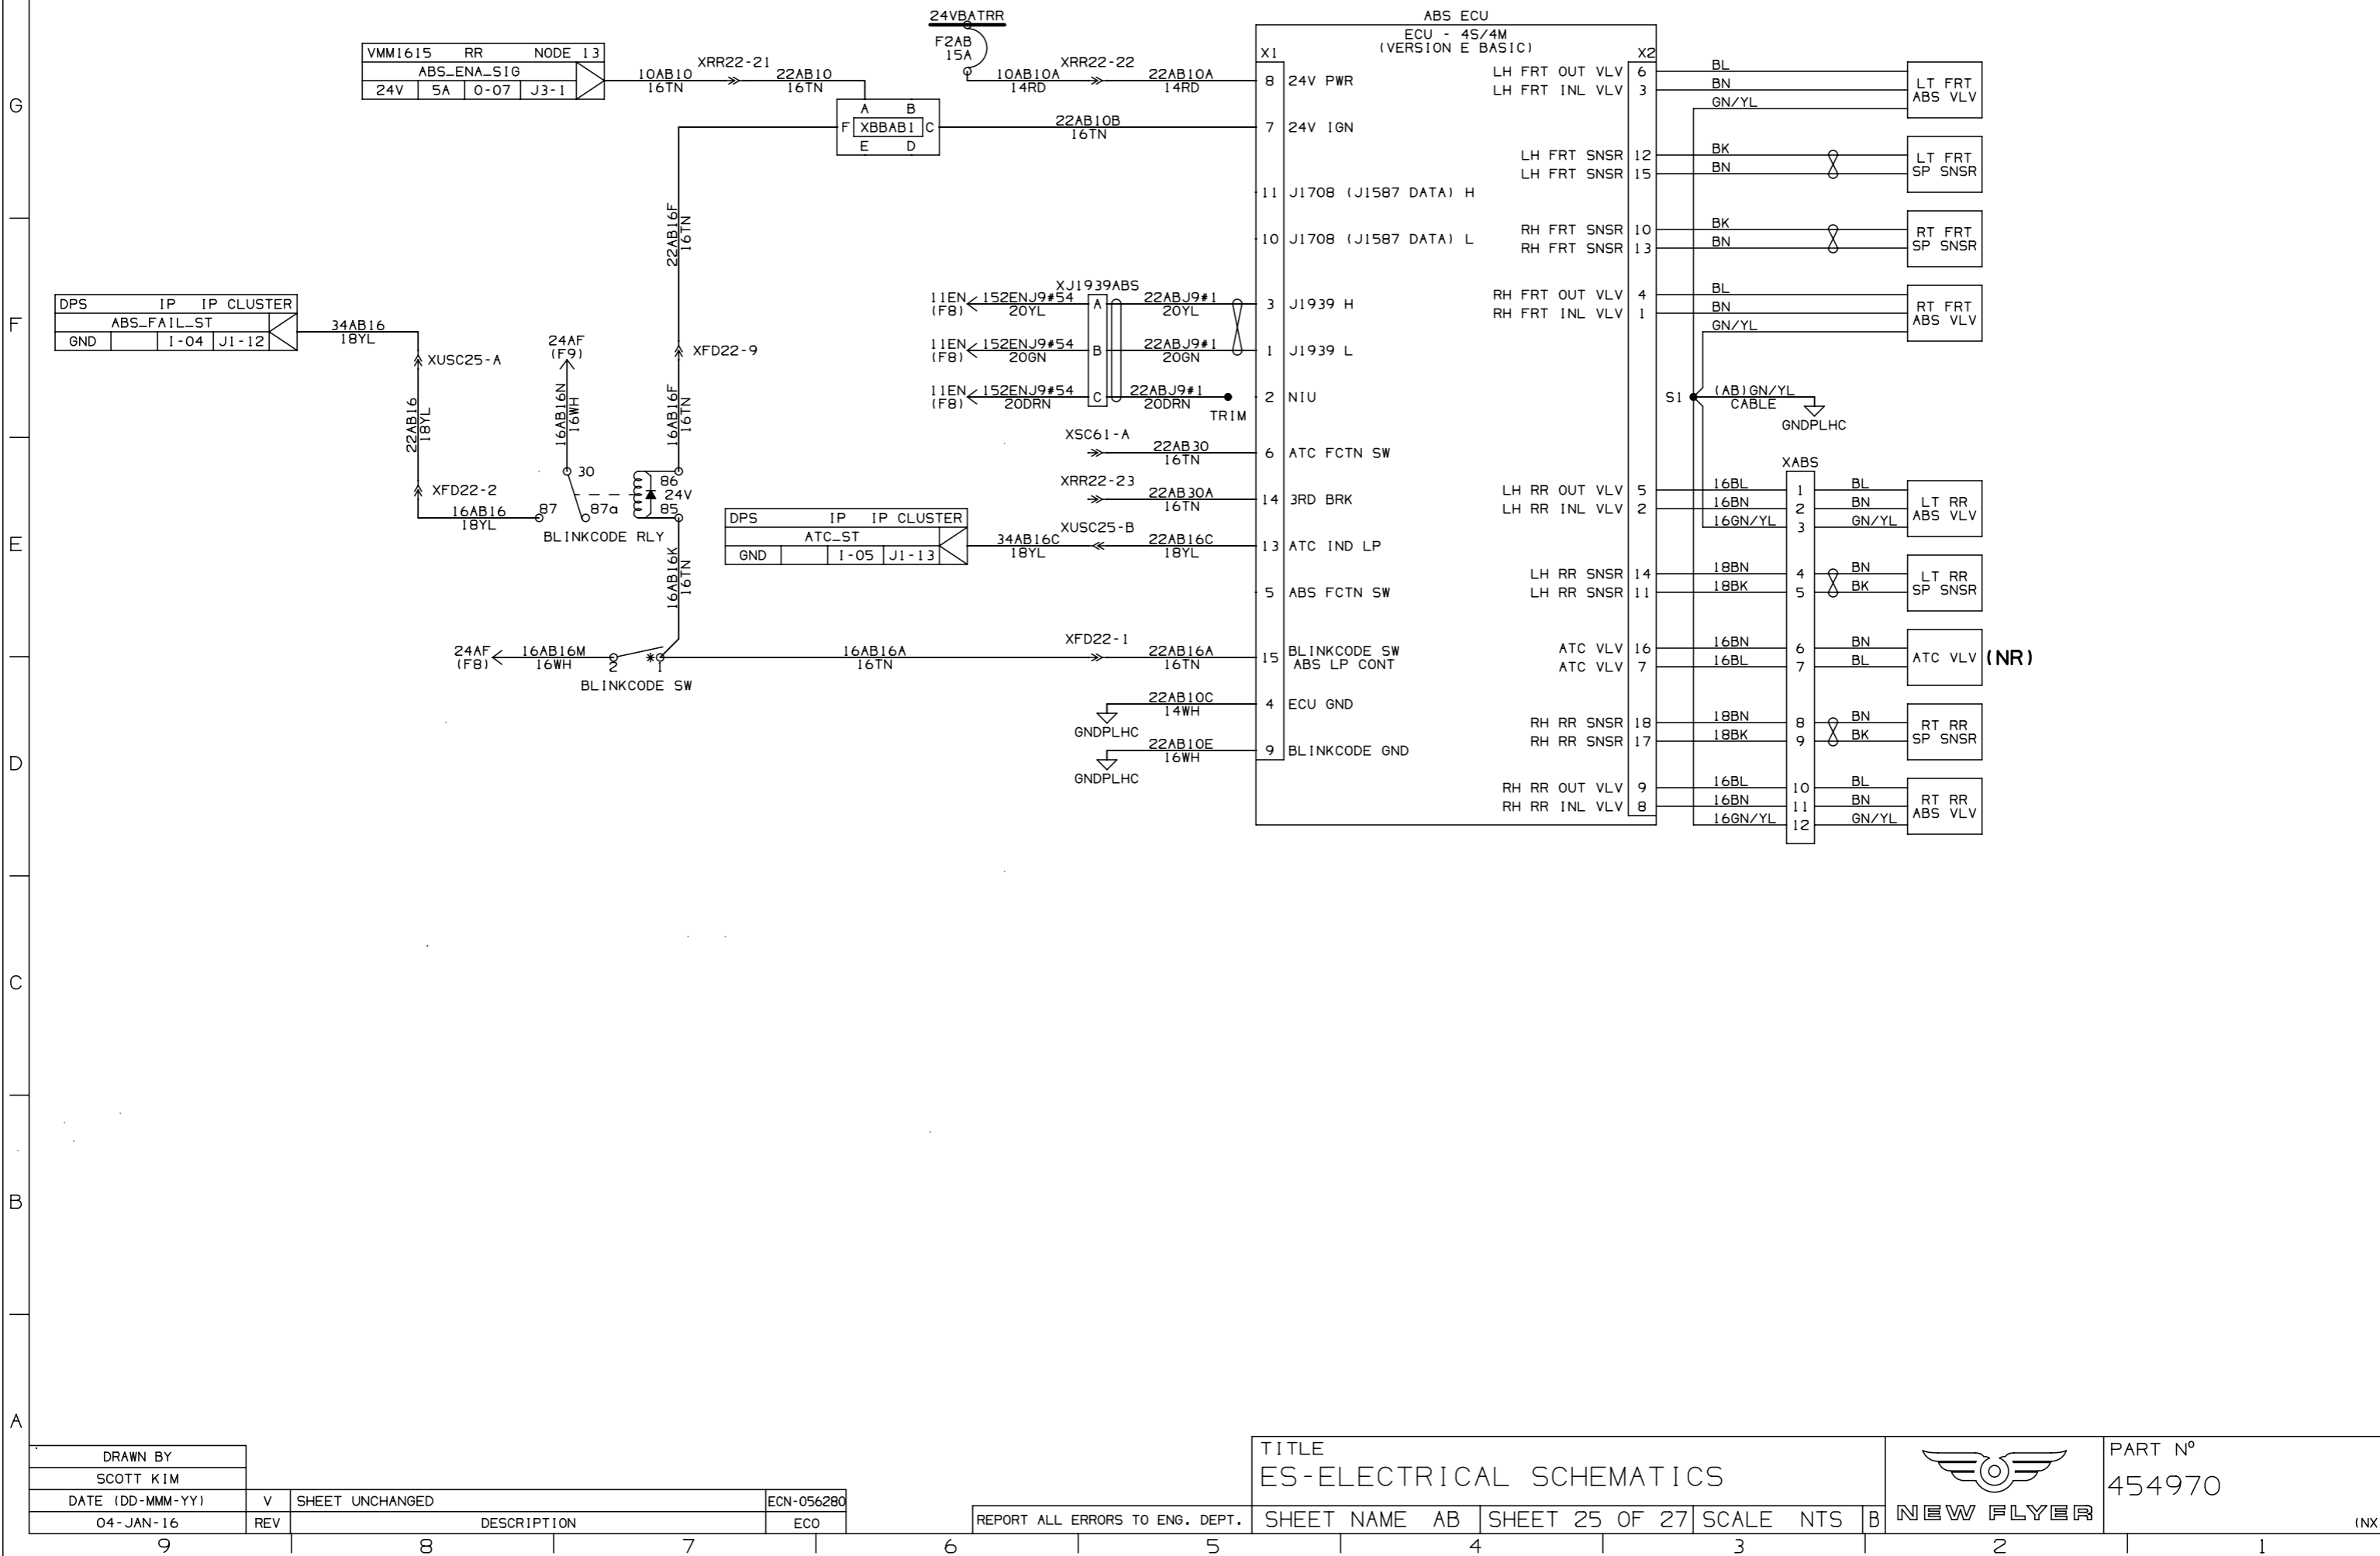 24VBATRR
F2AB
15A
VMM1615 RR NODE 13
ABS_ENA_SIG
24V 5A O-07 J3-1
10AB10
16TN
XRR22-21
22AB10
16TN
10AB10A
14RD
XRR22-22
22AB10A
14RD
A B
F XBBAB1 C
E D
22AB10B
16TN
22AB16F
16TN
XFD22-9
16AB16F
16TN
DPS IP IP CLUSTER
ABS_FAIL_ST
GND I-04 J1-12
34AB16
18YL
XUSC25-A
22AB16
18YL
XFD22-2
16AB16
18YL
24AF
(F9)
16AB16N
16WH
30
87
87a
86
24V
85
BLINKCODE RLY
16AB16K
16TN
24AF
(F8)
16AB16M
16WH
2
*
1
BLINKCODE SW
16AB16A
16TN
XFD22-1
22AB16A
16TN
XJ1939ABS
11EN
(F8)
152ENJ9#54
20YL
A
22ABJ9#1
20YL
11EN
(F8)
152ENJ9#54
20GN
B
22ABJ9#1
20GN
11EN
(F8)
152ENJ9#54
20DRN
C
22ABJ9#1
20DRN
TRIM
XSC61-A
22AB30
16TN
XRR22-23
22AB30A
16TN
DPS IP IP CLUSTER
ATC_ST
GND I-05 J1-13
34AB16C
18YL
XUSC25-B
22AB16C
18YL
22AB10C
14WH
GNDPLHC
22AB10E
16WH
GNDPLHC
ABS ECU
ECU - 4S/4M
(VERSION E BASIC)
X1
8 24V PWR
7 24V IGN
11 J1708 (J1587 DATA) H
10 J1708 (J1587 DATA) L
3 J1939 H
1 J1939 L
2 NIU
6 ATC FCTN SW
14 3RD BRK
13 ATC IND LP
5 ABS FCTN SW
15 BLINKCODE SW
ABS LP CONT
4 ECU GND
9 BLINKCODE GND
X2
LH FRT OUT VLV 6 BL
LH FRT INL VLV 3 BN
GN/YL
LT FRT
ABS VLV
LH FRT SNSR 12 BK
LH FRT SNSR 15 BN
LT FRT
SP SNSR
RH FRT SNSR 10 BK
RH FRT SNSR 13 BN
RT FRT
SP SNSR
RH FRT OUT VLV 4 BL
RH FRT INL VLV 1 BN
GN/YL
RT FRT
ABS VLV
S1
(AB)GN/YL
CABLE
GNDPLHC
XABS
LH RR OUT VLV 5 16BL 1 BL
LH RR INL VLV 2 16BN 2 BN
16GN/YL 3 GN/YL
LT RR
ABS VLV
LH RR SNSR 14 18BN 4 BN
LH RR SNSR 11 18BK 5 BK
LT RR
SP SNSR
ATC VLV 16 16BN 6 BN
ATC VLV 7 16BL 7 BL
ATC VLV (NR)
RH RR SNSR 18 18BN 8 BN
RH RR SNSR 17 18BK 9 BK
RT RR
SP SNSR
RH RR OUT VLV 9 16BL 10 BL
RH RR INL VLV 8 16BN 11 BN
16GN/YL 12 GN/YL
RT RR
ABS VLV
G
F
E
D
C
B
A
DRAWN BY
SCOTT KIM
DATE (DD-MMM-YY) V SHEET UNCHANGED ECN-056280
04-JAN-16 REV DESCRIPTION ECO
REPORT ALL ERRORS TO ENG. DEPT.
TITLE
ES-ELECTRICAL SCHEMATICS
SHEET NAME AB SHEET 25 OF 27 SCALE NTS B
NEW FLYER
PART Nº
454970
(NX
9 8 7 6 5 4 3 2 1